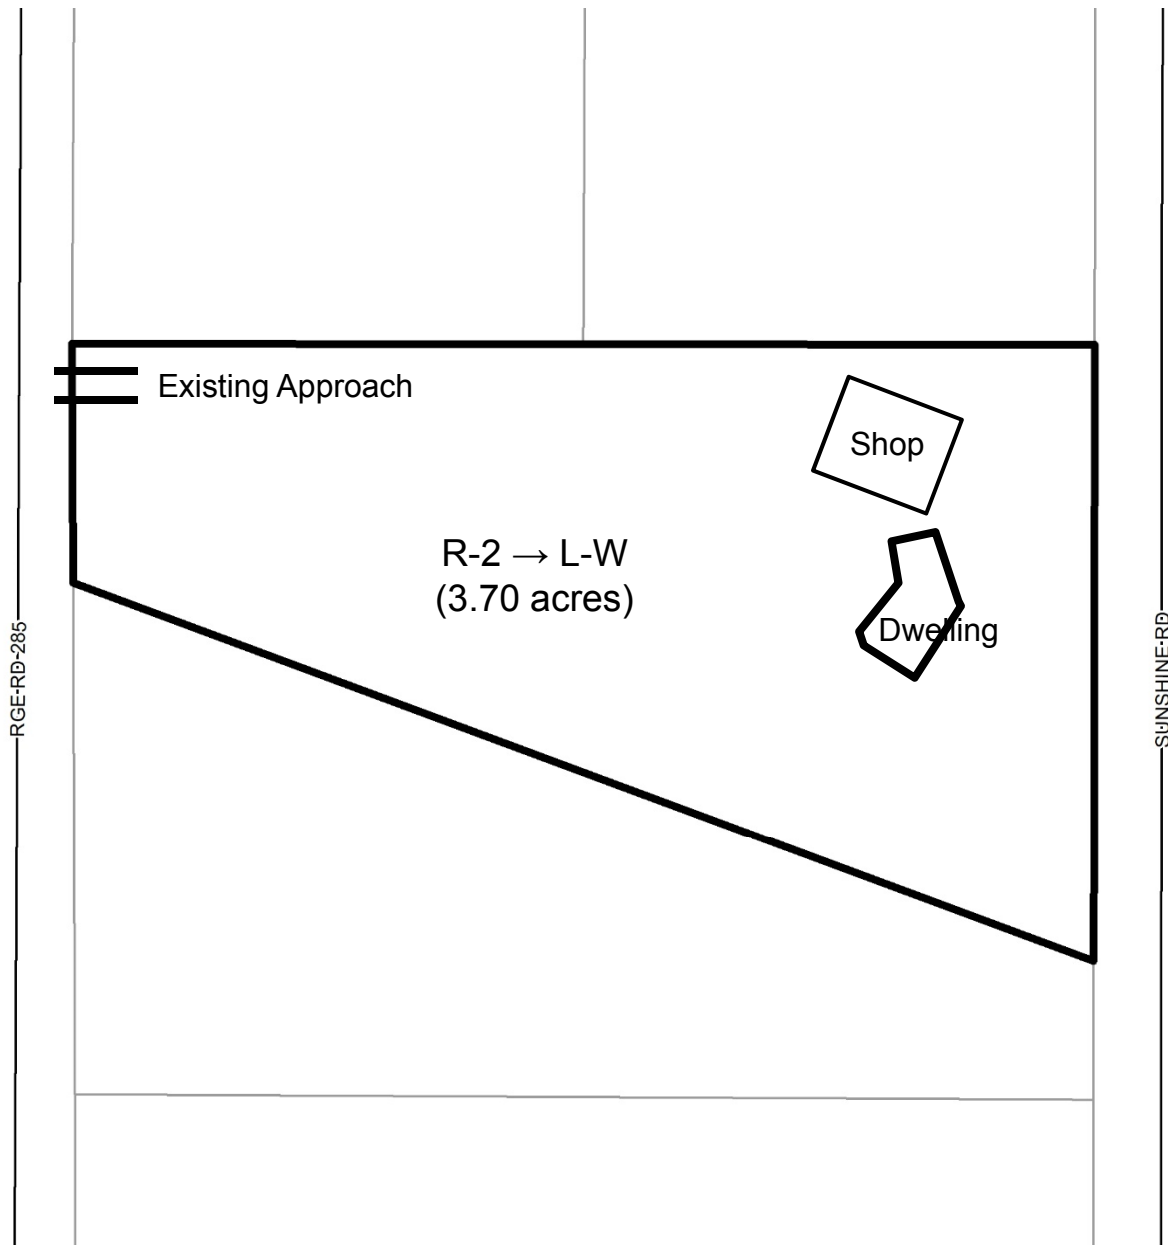 Existing Approach
Shop
R-2 → L-W
(3.70 acres)
Dwelling
RGE-RD-285
SUNSHINE-RD